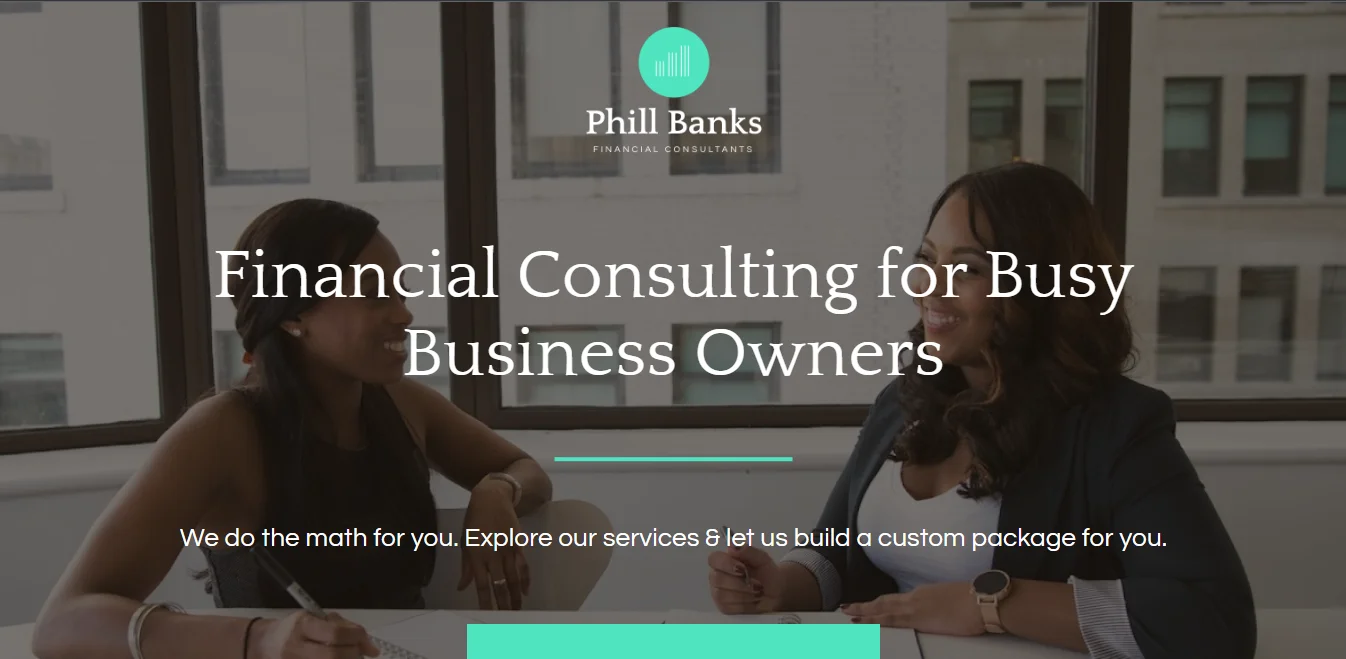 Phill Banks
FINANCIAL CONSULTANTS
Financial Consulting for Busy
Business Owners
We do the math for you. Explore our services & let us build a custom package for you.